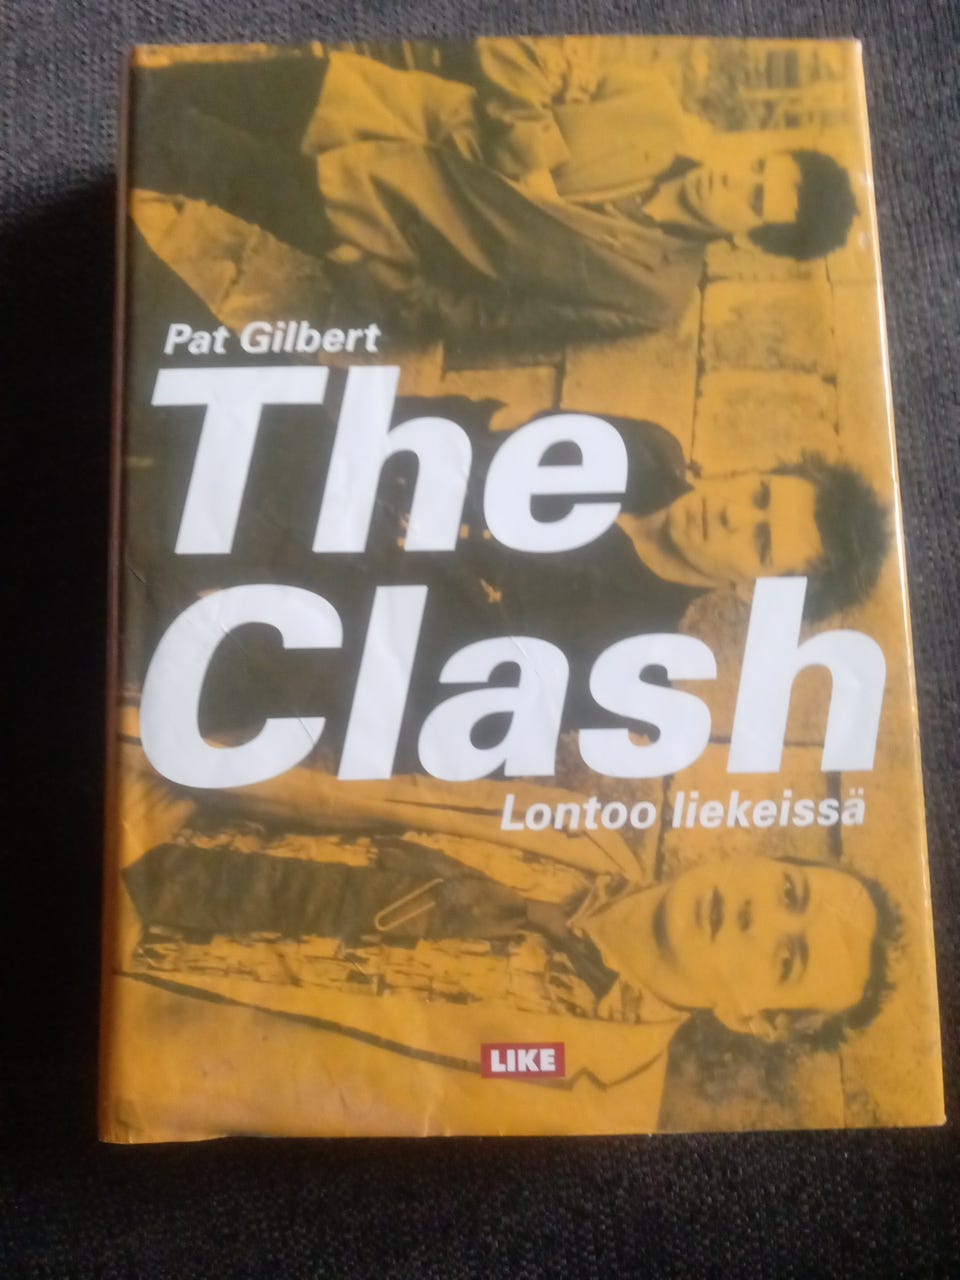 Pat Gilbert
The
Clash
Lontoo liekeissä
LIKE